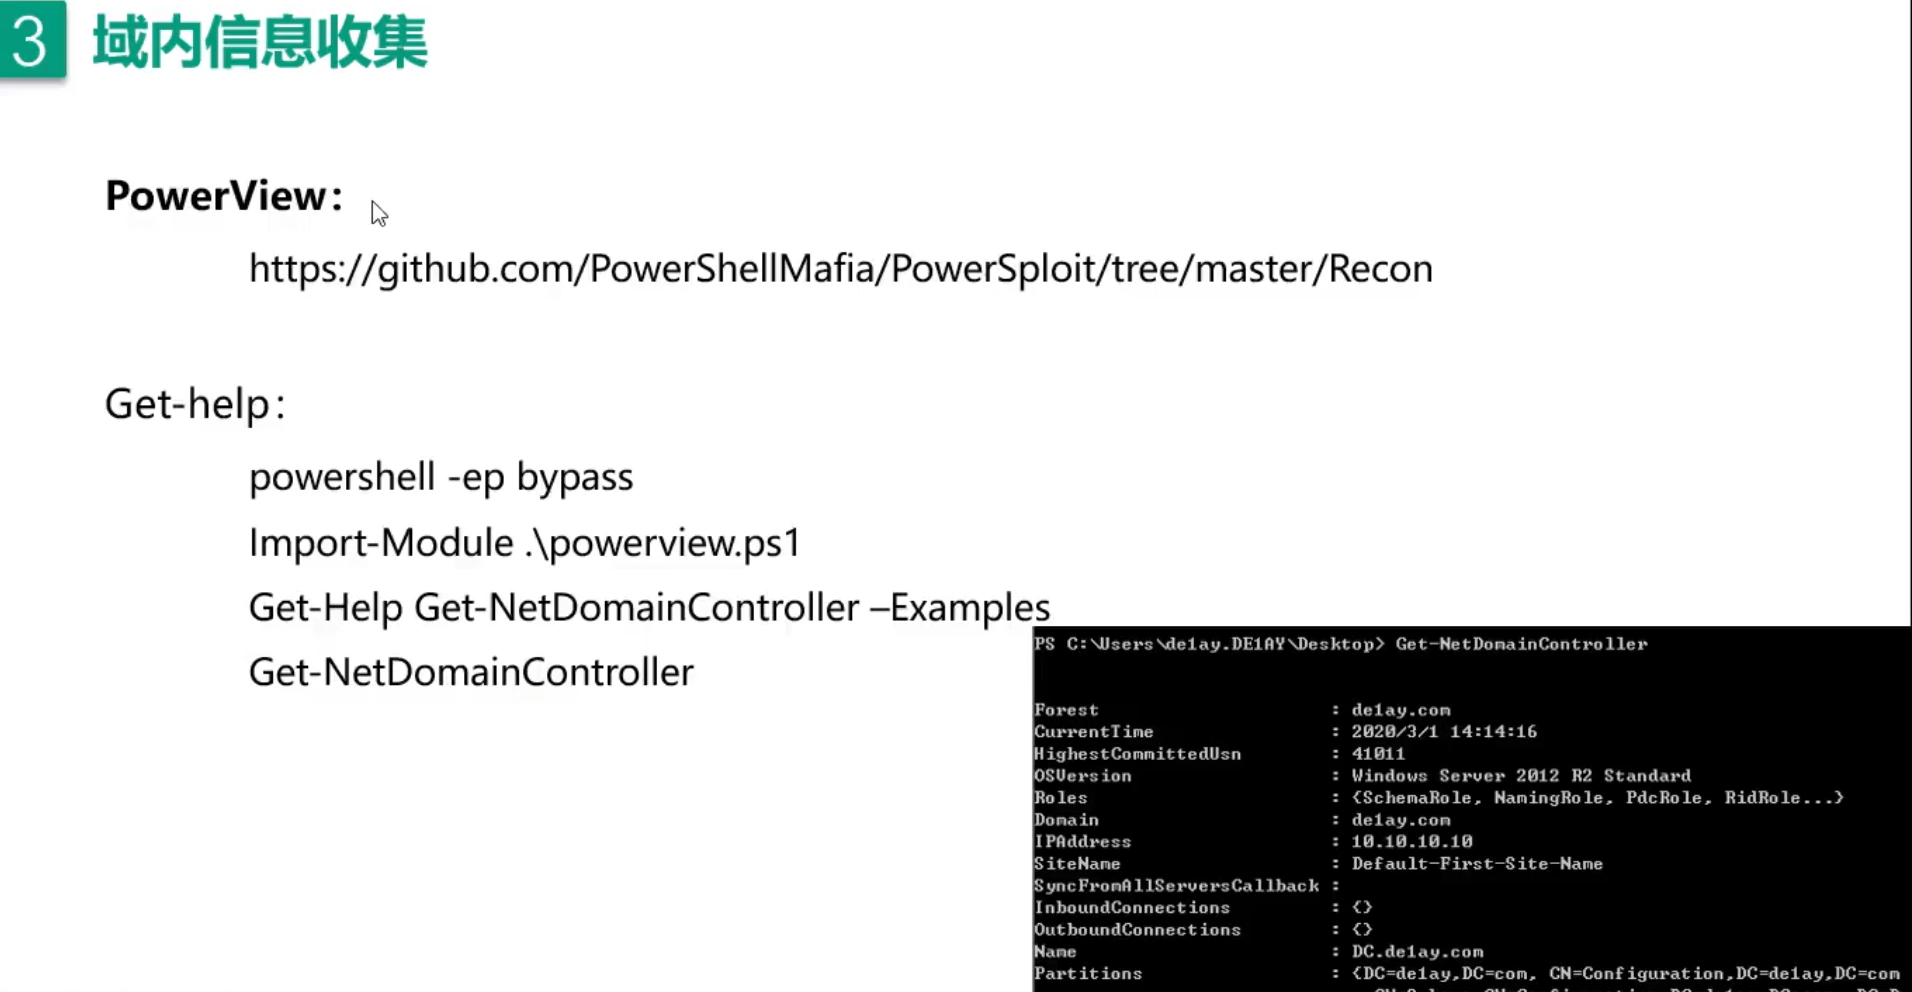 3 域内信息收集
PowerView：
https://github.com/PowerShellMafia/PowerSploit/tree/master/Recon
Get-help：
powershell -ep bypass
Import-Module .\powerview.ps1
Get-Help Get-NetDomainController –Examples
Get-NetDomainController
PS C:\Users\de1ay.DE1AY\Desktop> Get-NetDomainController
Forest : de1ay.com
CurrentTime : 2020/3/1 14:14:16
HighestCommittedUsn : 41011
OSVersion : Windows Server 2012 R2 Standard
Roles : {SchemaRole, NamingRole, PdcRole, RidRole...}
Domain : de1ay.com
IPAddress : 10.10.10.10
SiteName : Default-First-Site-Name
SyncFromAllServersCallback :
InboundConnections : {}
OutboundConnections : {}
Name : DC.de1ay.com
Partitions : {DC=de1ay,DC=com, CN=Configuration,DC=de1ay,DC=com